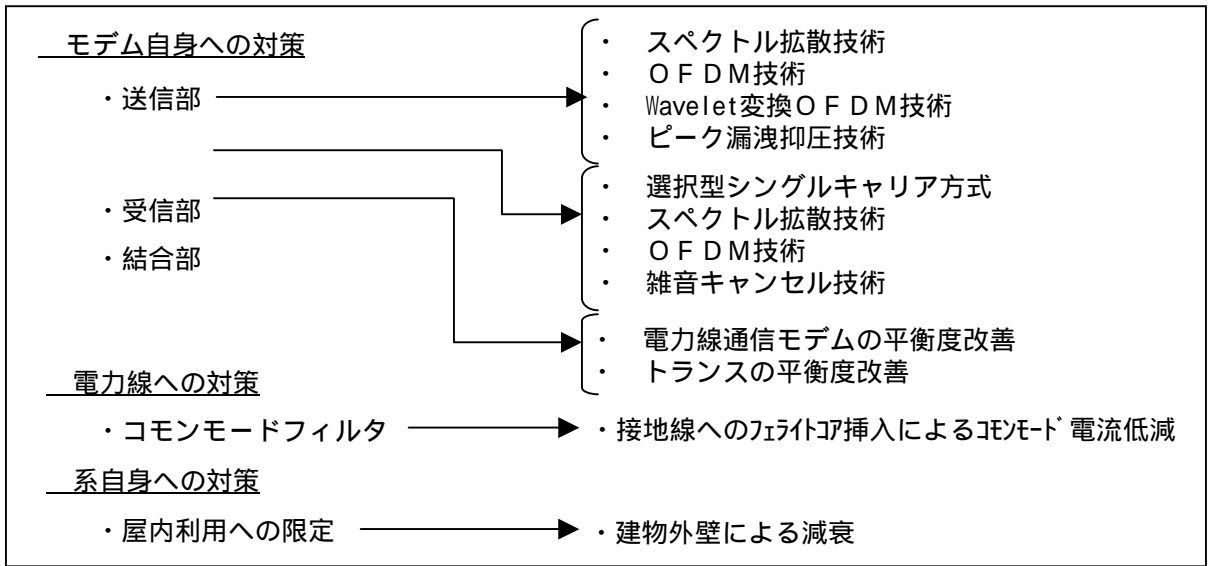 モデム自身への対策
・送信部
・ スペクトル拡散技術
・ ＯＦＤＭ技術
・ Wavelet変換ＯＦＤＭ技術
・ ピーク漏洩抑圧技術
・受信部
・ 選択型シングルキャリア方式
・ スペクトル拡散技術
・ ＯＦＤＭ技術
・ 雑音キャンセル技術
・結合部
・ 電力線通信モデムの平衡度改善
・ トランスの平衡度改善
電力線への対策
・コモンモードフィルタ
・接地線へのﾌｪﾗｲﾄｺｱ挿入によるｺﾓﾝﾓｰﾄﾞ電流低減
系自身への対策
・屋内利用への限定
・建物外壁による減衰